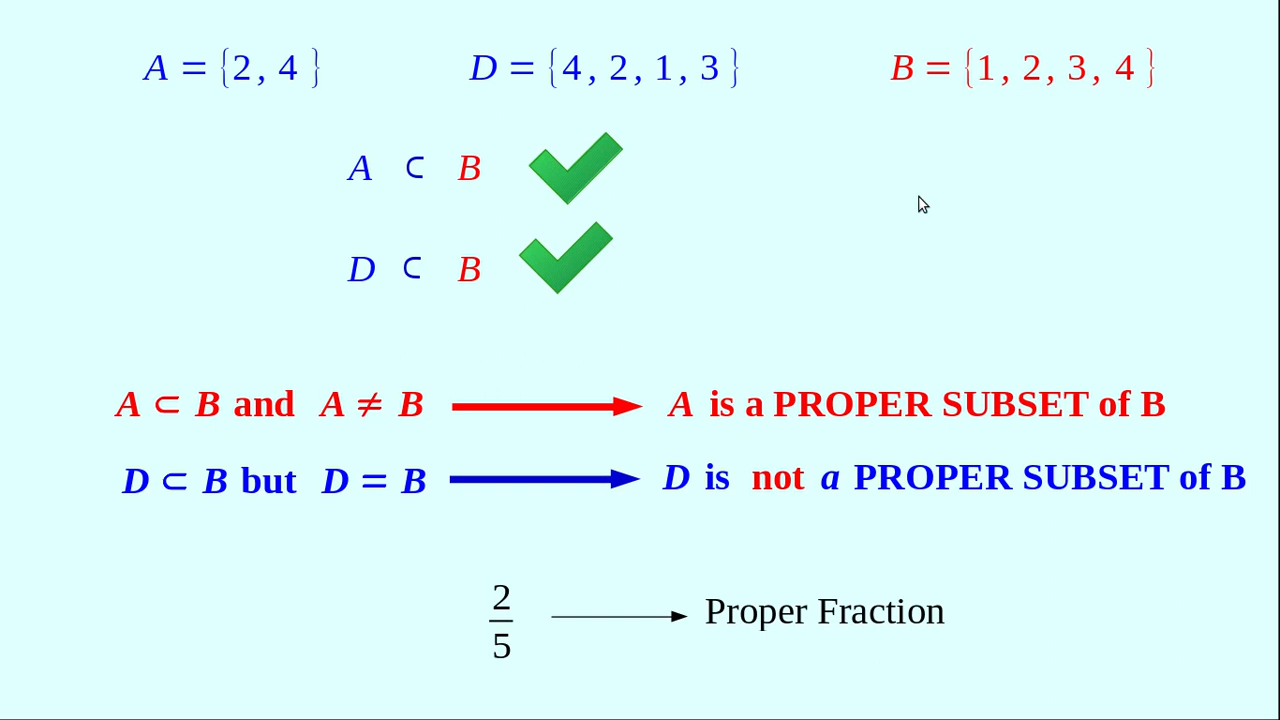 A = {2, 4 } D = {4, 2, 1, 3 } B = {1, 2, 3, 4 }
A ⊂ B
D ⊂ B
A ⊂ B and A ≠ B A is a PROPER SUBSET of B
D ⊂ B but D = B D is not a PROPER SUBSET of B
2
5
Proper Fraction